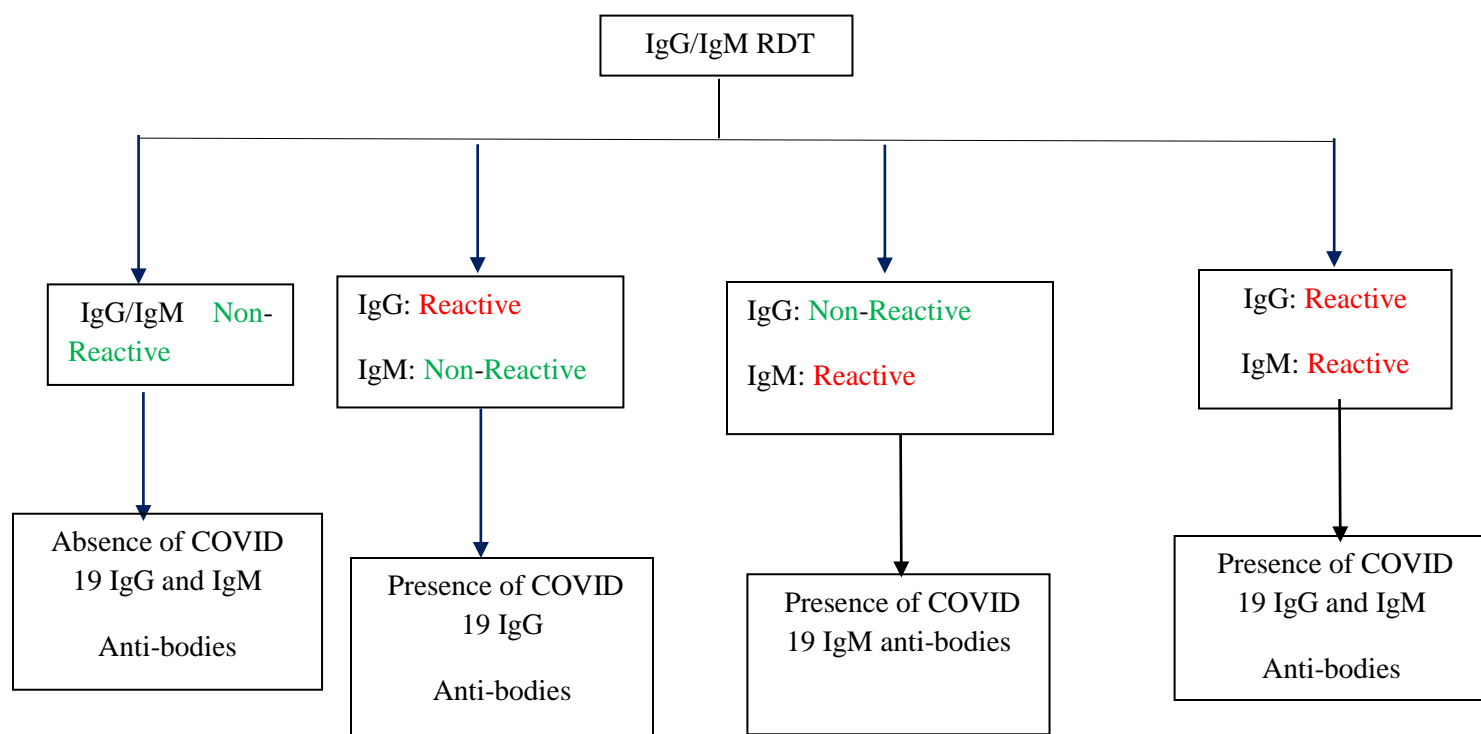 IgG/IgM RDT
IgG/IgM Non-
Reactive
IgG: Reactive
IgM: Non-Reactive
IgG: Non-Reactive
IgM: Reactive
IgG: Reactive
IgM: Reactive
Absence of COVID
19 IgG and IgM
Anti-bodies
Presence of COVID
19 IgG
Anti-bodies
Presence of COVID
19 IgM anti-bodies
Presence of COVID
19 IgG and IgM
Anti-bodies